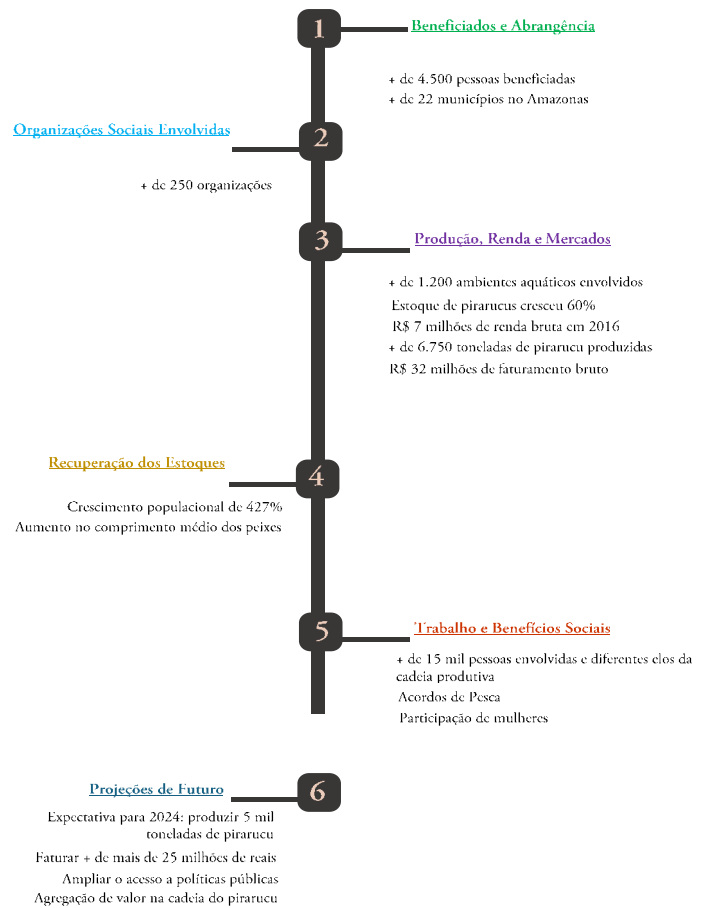 1
Beneficiados e Abrangência
+ de 4.500 pessoas beneficiadas
+ de 22 municípios no Amazonas
Organizações Sociais Envolvidas
2
+ de 250 organizações
3
Produção, Renda e Mercados
+ de 1.200 ambientes aquáticos envolvidos
Estoque de pirarucus cresceu 60%
R$ 7 milhões de renda bruta em 2016
+ de 6.750 toneladas de pirarucu produzidas
R$ 32 milhões de faturamento bruto
Recuperação dos Estoques
4
Crescimento populacional de 427%
Aumento no comprimento médio dos peixes
5
Trabalho e Benefícios Sociais
+ de 15 mil pessoas envolvidas e diferentes elos da
cadeia produtiva
Acordos de Pesca
Participação de mulheres
Projeções de Futuro
6
Expectativa para 2024: produzir 5 mil
toneladas de pirarucu
Faturar + de mais de 25 milhões de reais
Ampliar o acesso a políticas públicas
Agregação de valor na cadeia do pirarucu